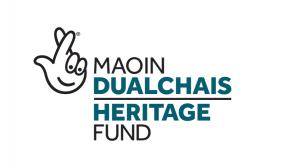 MAOIN
DUALCHAIS
HERITAGE
FUND